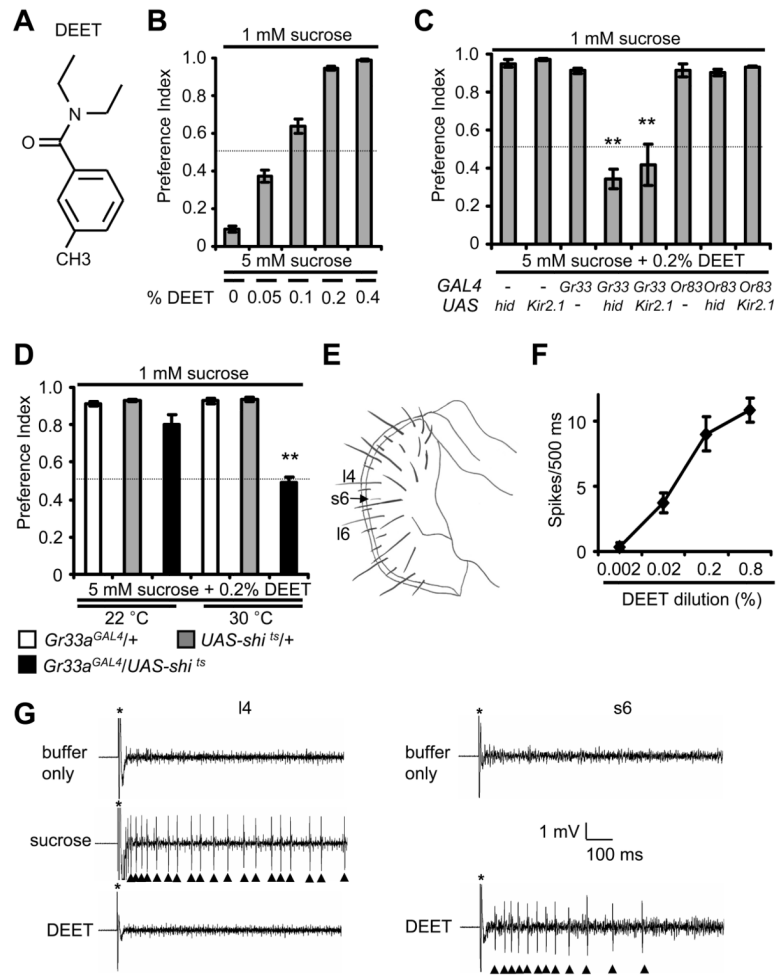 A
DEET
N
O
CH3
B
1 mM sucrose
Preference Index
1.0
0.8
0.6
0.4
0.2
0
5 mM sucrose
% DEET 0 0.05 0.1 0.2 0.4
C
1 mM sucrose
Preference Index
1.0
0.8
0.6
0.4
0.2
0.0
** **
5 mM sucrose + 0.2% DEET
GAL4 - - Gr33 Gr33 Gr33 Or83 Or83 Or83
UAS hid Kir2.1 - hid Kir2.1 - hid Kir2.1
D
1 mM sucrose
Preference Index
1.0
0.8
0.6
0.4
0.2
0.0
**
5 mM sucrose + 0.2% DEET
22 °C 30 °C
Gr33aGAL4/+ UAS-shi ts/+
Gr33aGAL4/UAS-shi ts
E
l4
s6
l6
F
Spikes/500 ms
10
5
0
0.002 0.02 0.2 0.8
DEET dilution (%)
G
l4 s6
*
buffer only
*
sucrose
*
DEET
*
buffer only
1 mV
100 ms
*
DEET